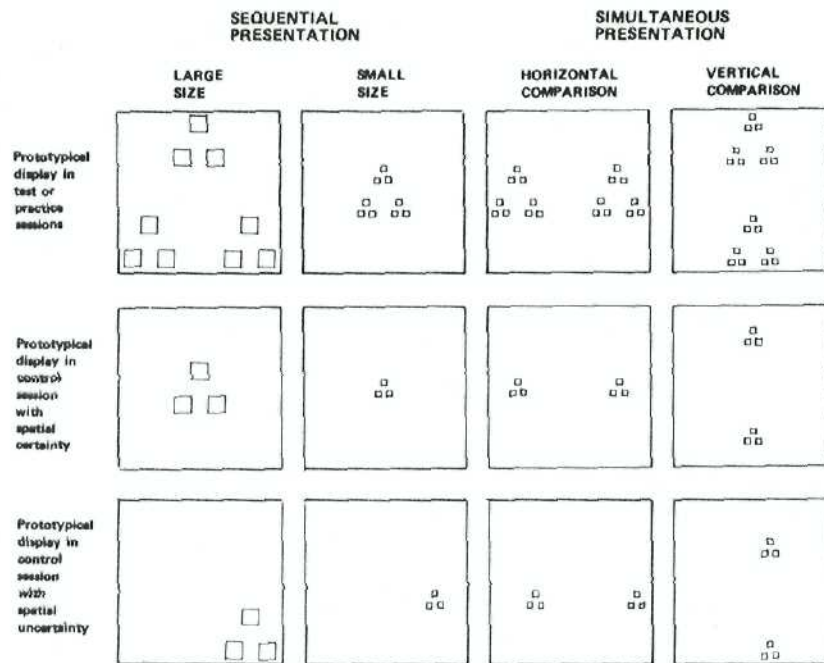 SEQUENTIAL
PRESENTATION
SIMULTANEOUS
PRESENTATION
LARGE
SIZE
SMALL
SIZE
HORIZONTAL
COMPARISON
VERTICAL
COMPARISON
Prototypical
display in
test or
practice
sessions
Prototypical
display in
control
session
with
spatial
certainty
Prototypical
display in
control
session
with
spatial
uncertainty